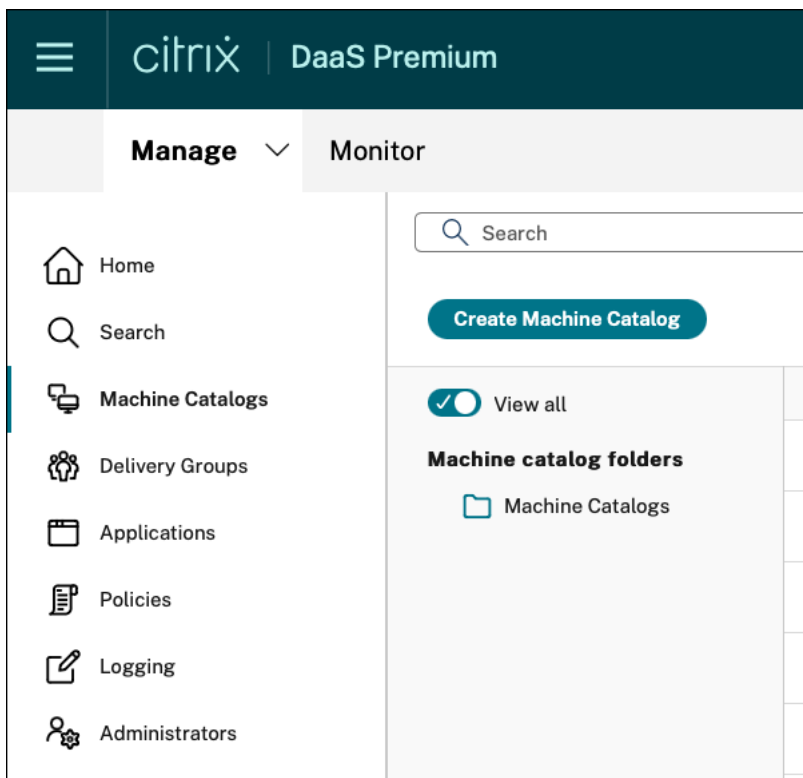 citrix DaaS Premium
Manage Monitor
Home
Search
Machine Catalogs
Delivery Groups
Applications
Policies
Logging
Administrators
Search
Create Machine Catalog
View all
Machine catalog folders
Machine Catalogs